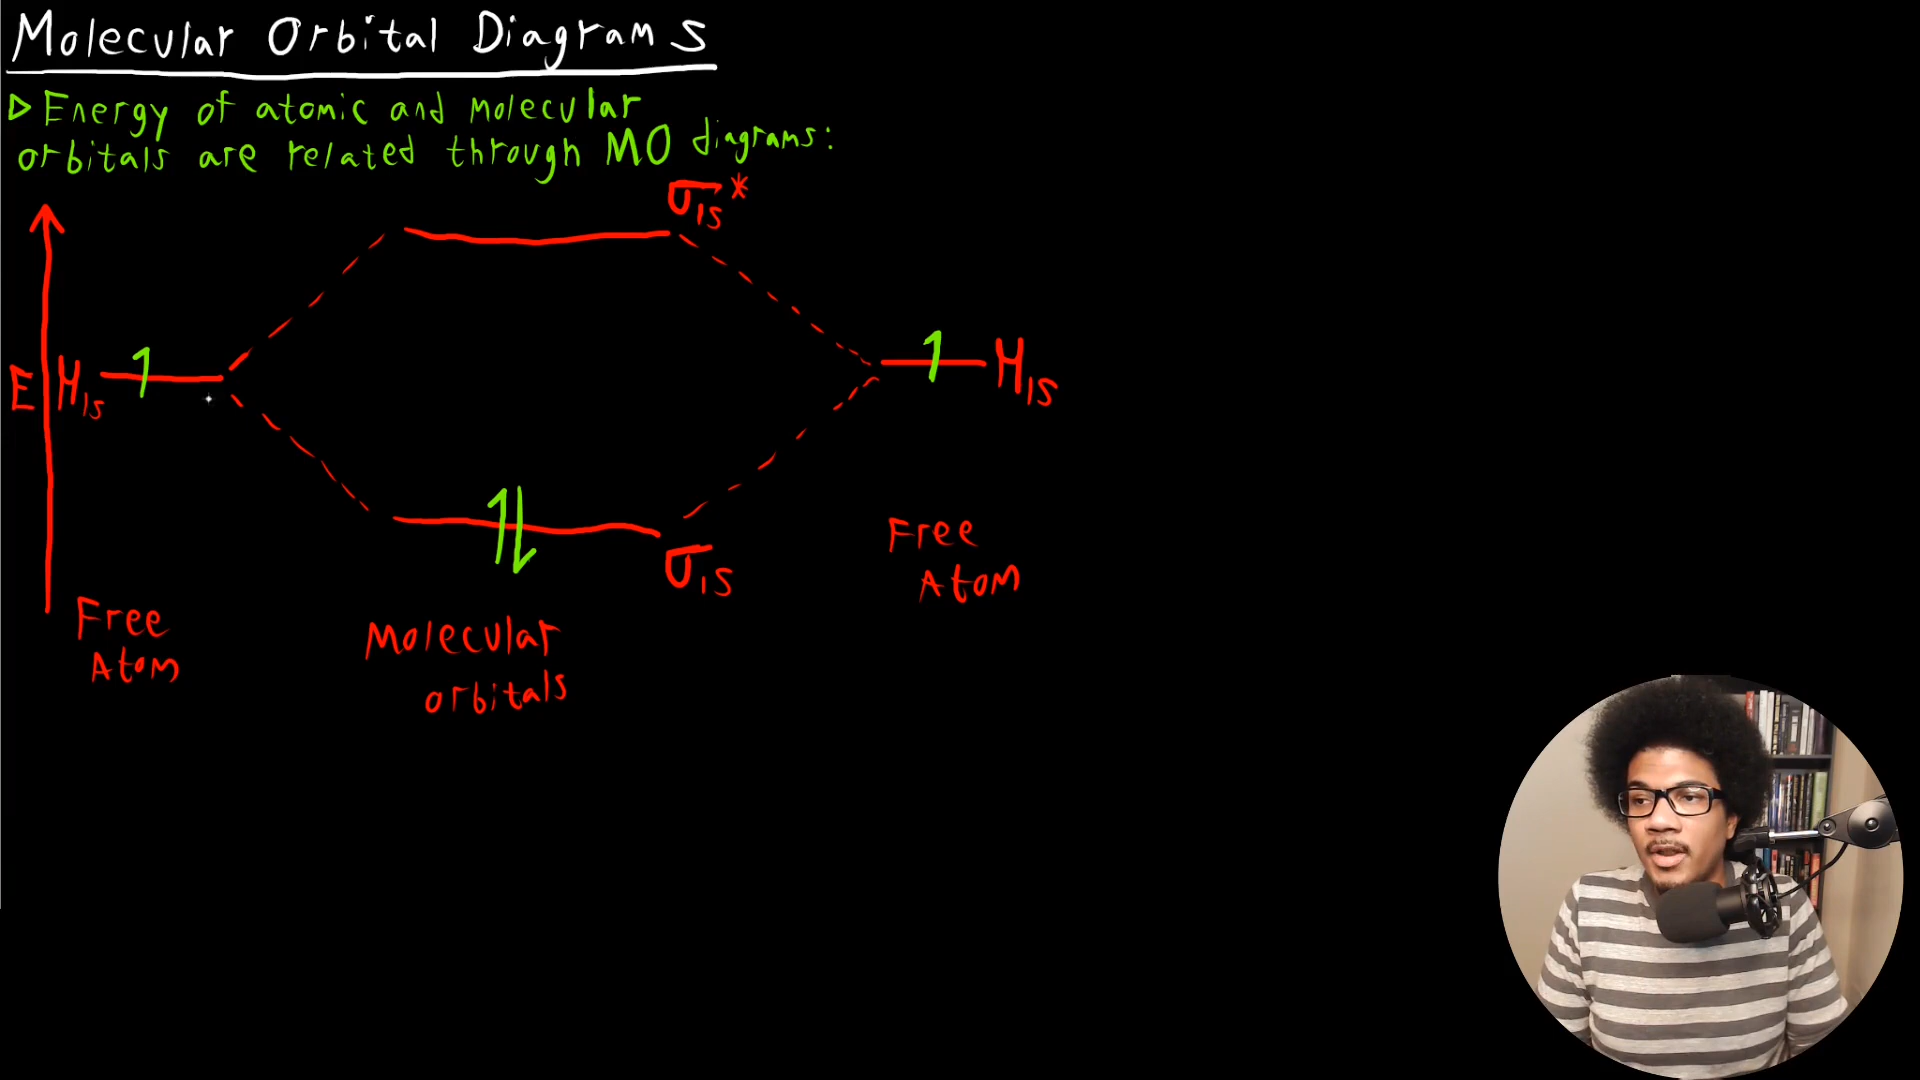 Molecular Orbital Diagrams
▷ Energy of atomic and molecular
orbitals are related through MO diagrams:
σ1s*
E
H1s
H1s
σ1s
Free
Atom
Free
Atom
Molecular
orbitals